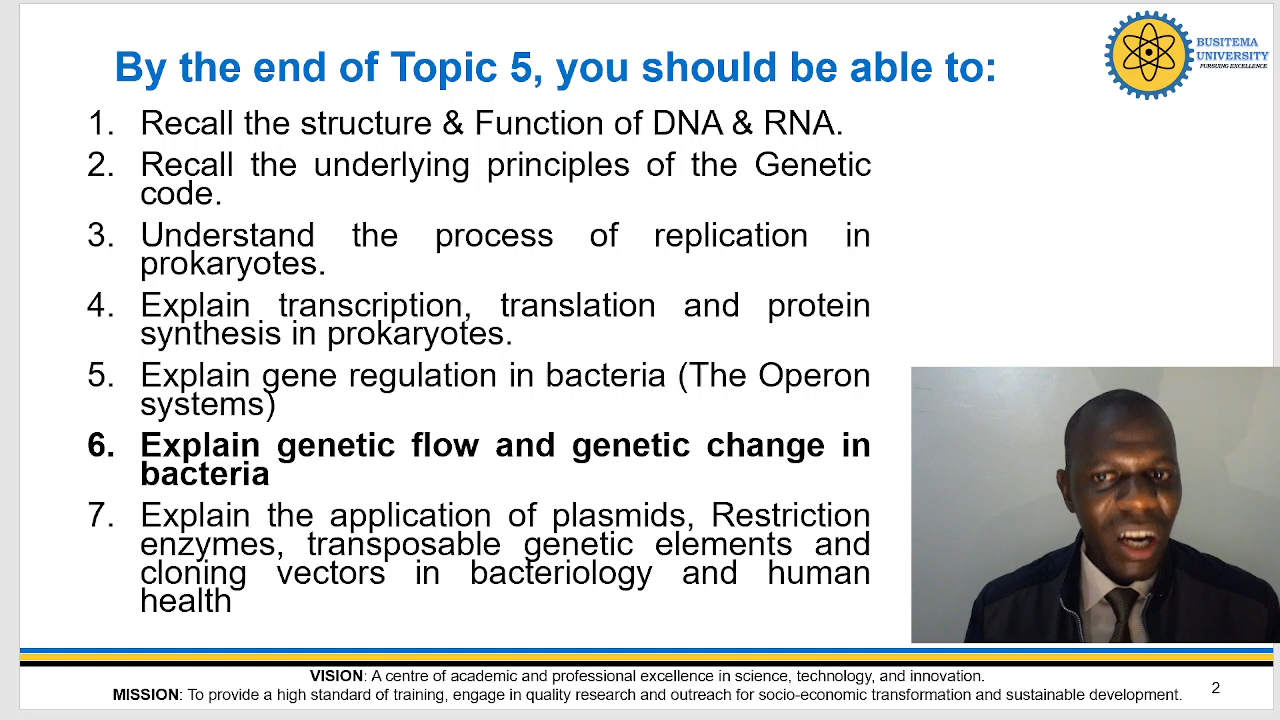 By the end of Topic 5, you should be able to:
BUSITEMA
UNIVERSITY
PURSUING EXCELLENCE
1. Recall the structure & Function of DNA & RNA.
2. Recall the underlying principles of the Genetic
code.
3. Understand the process of replication in
prokaryotes.
4. Explain transcription, translation and protein
synthesis in prokaryotes.
5. Explain gene regulation in bacteria (The Operon
systems)
6. Explain genetic flow and genetic change in
bacteria
7. Explain the application of plasmids, Restriction
enzymes, transposable genetic elements and
cloning vectors in bacteriology and human
health
VISION: A centre of academic and professional excellence in science, technology, and innovation.
MISSION: To provide a high standard of training, engage in quality research and outreach for socio-economic transformation and sustainable development.
2